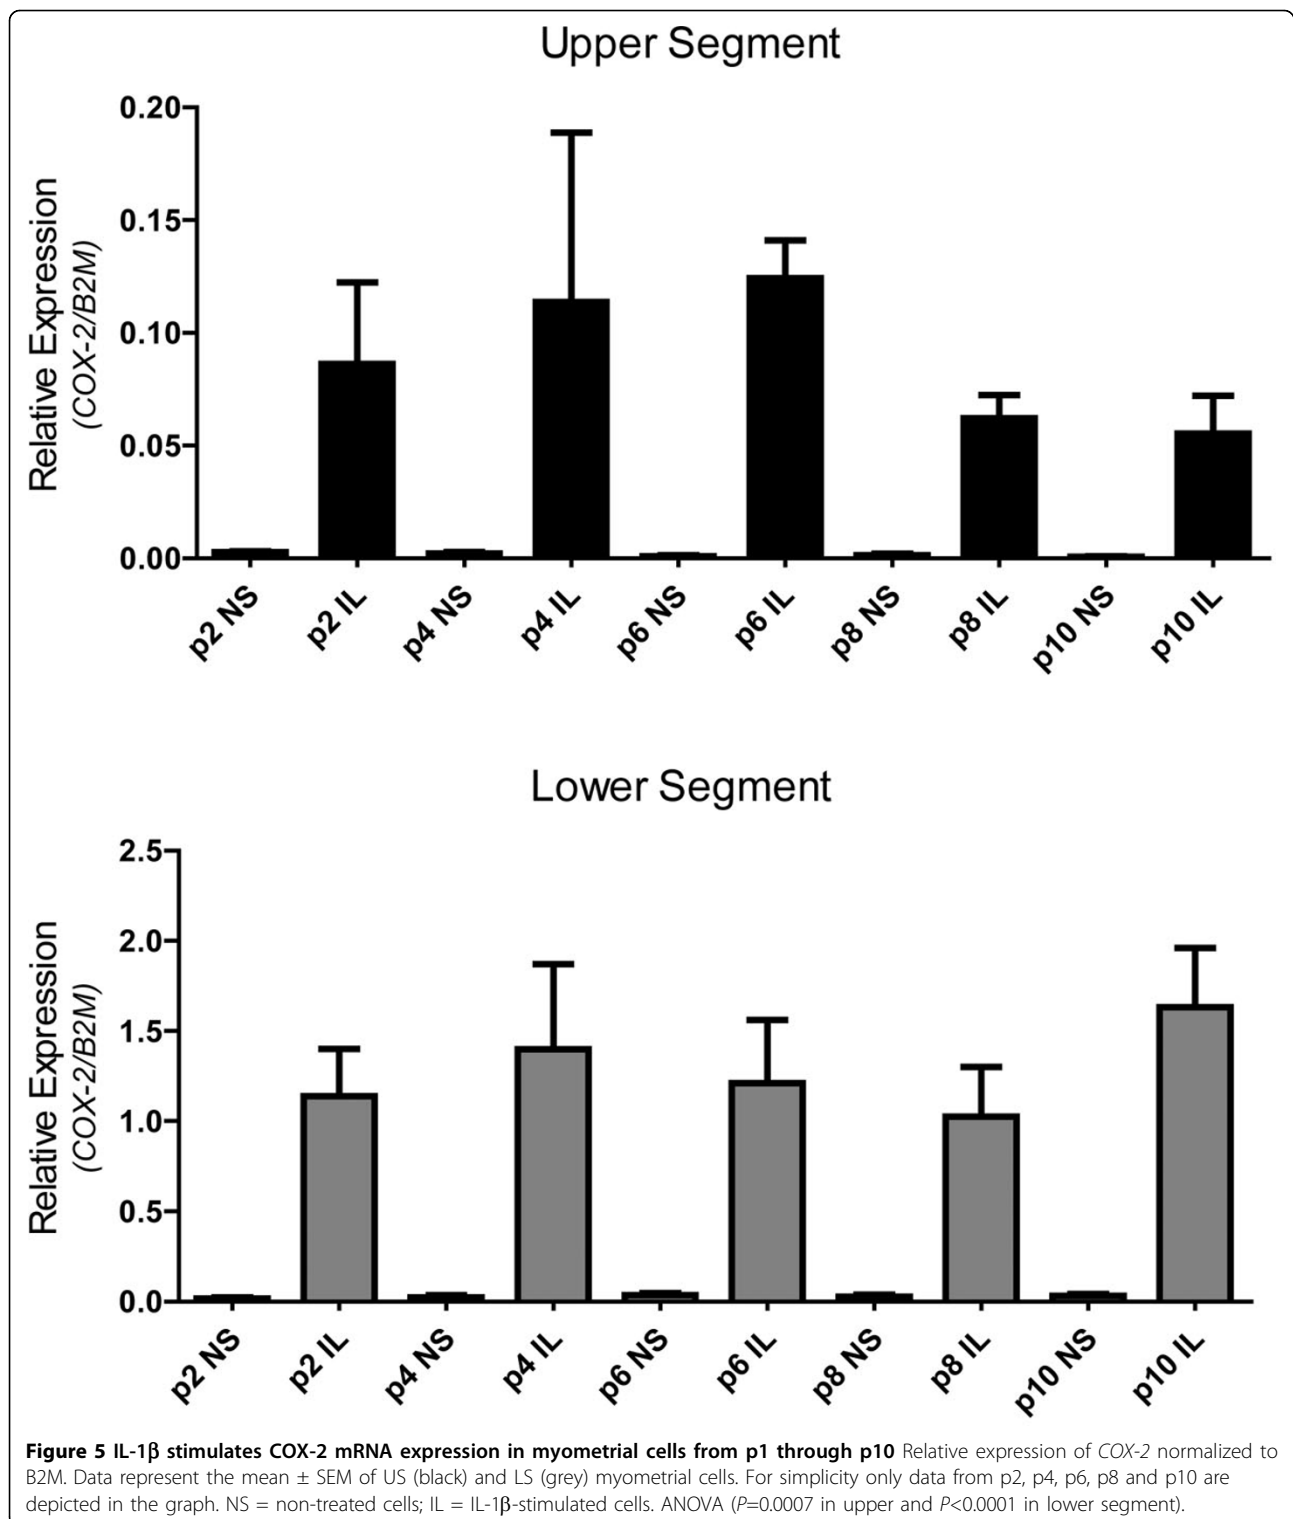 Upper Segment
Relative Expression
(COX-2/B2M)
0.20
0.15
0.10
0.05
0.00
p2 NS
p2 IL
p4 NS
p4 IL
p6 NS
p6 IL
p8 NS
p8 IL
p10 NS
p10 IL
Lower Segment
Relative Expression
(COX-2/B2M)
2.5
2.0
1.5
1.0
0.5
0.0
p2 NS
p2 IL
p4 NS
p4 IL
p6 NS
p6 IL
p8 NS
p8 IL
p10 NS
p10 IL
Figure 5 IL-1β stimulates COX-2 mRNA expression in myometrial cells from p1 through p10 Relative expression of COX-2 normalized to
B2M. Data represent the mean ± SEM of US (black) and LS (grey) myometrial cells. For simplicity only data from p2, p4, p6, p8 and p10 are
depicted in the graph. NS = non-treated cells; IL = IL-1β-stimulated cells. ANOVA (P=0.0007 in upper and P<0.0001 in lower segment).